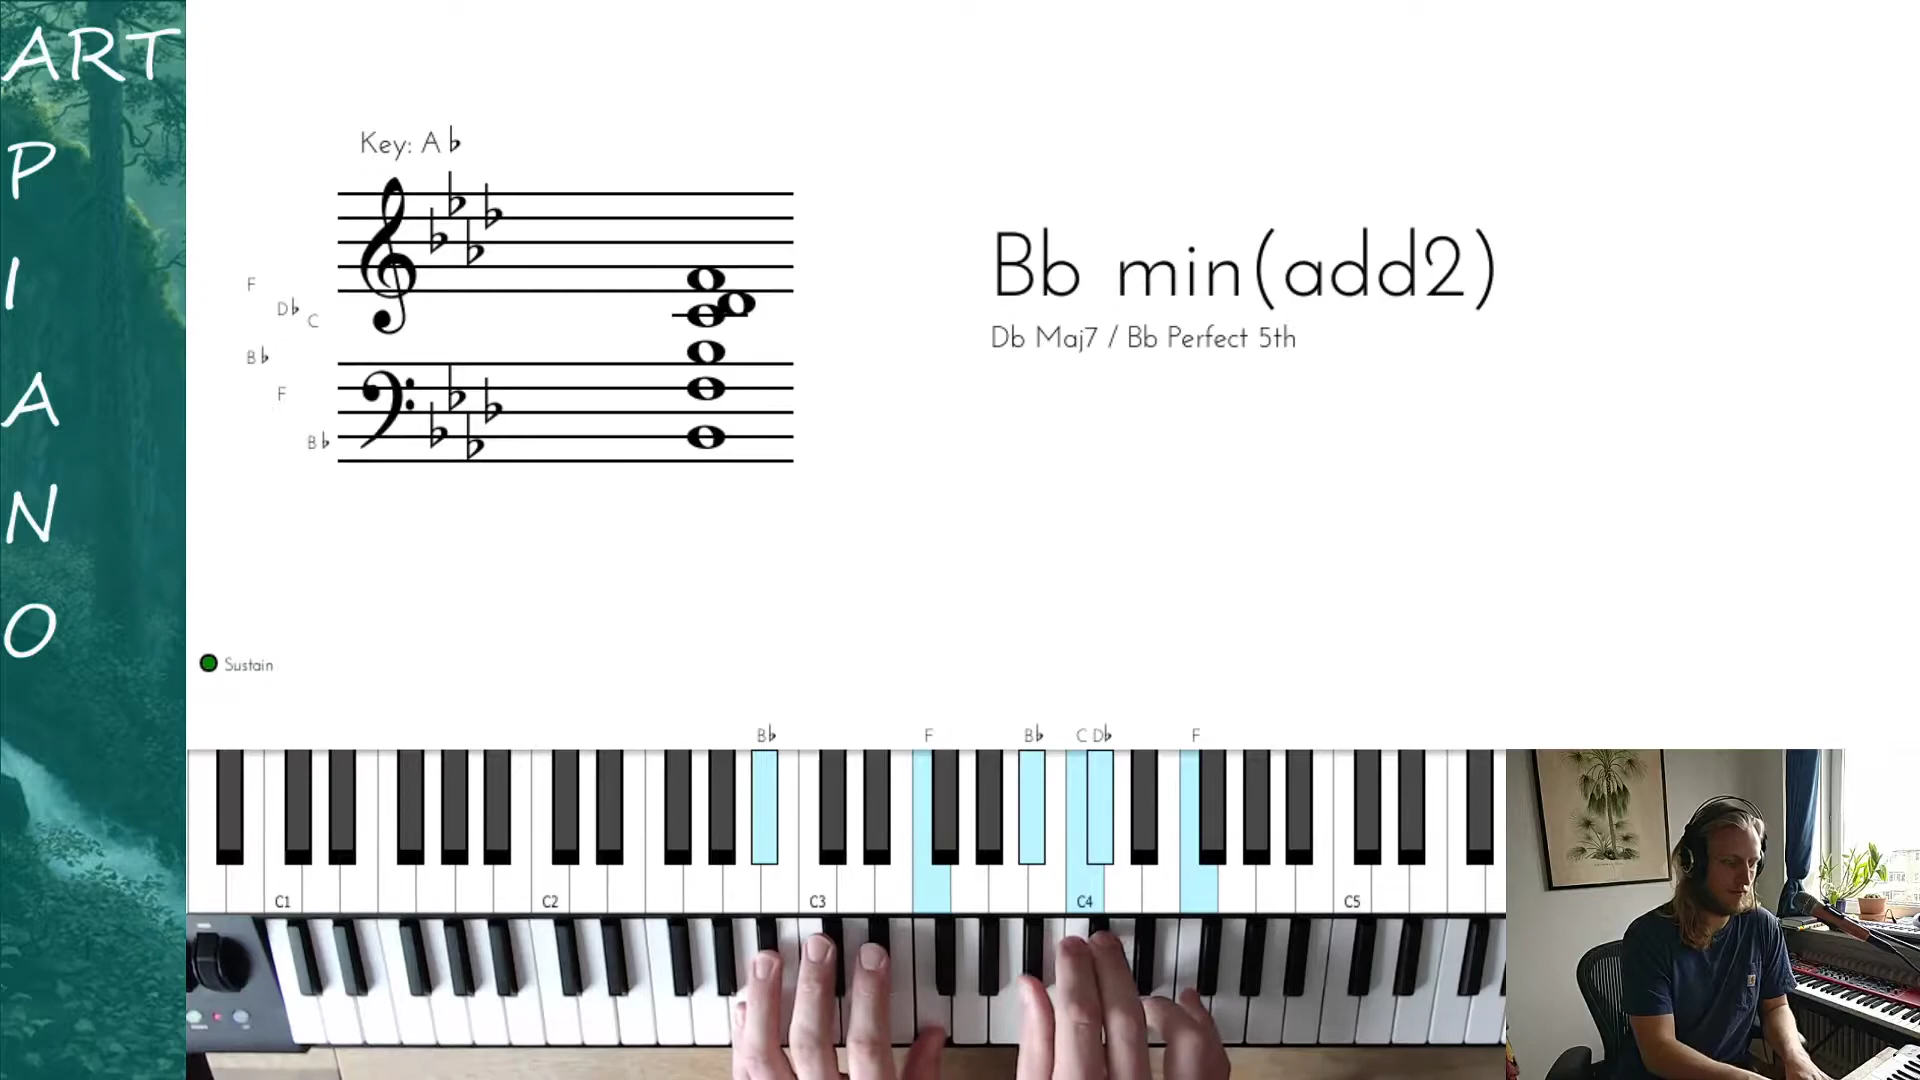 ART
P
I
A
N
O
Key: A♭
F
D♭
C
B♭
F
B♭
Bb min(add2)
Db Maj7 / Bb Perfect 5th
Sustain
B♭ F B♭ C D♭ F
C1 C2 C3 C4 C5